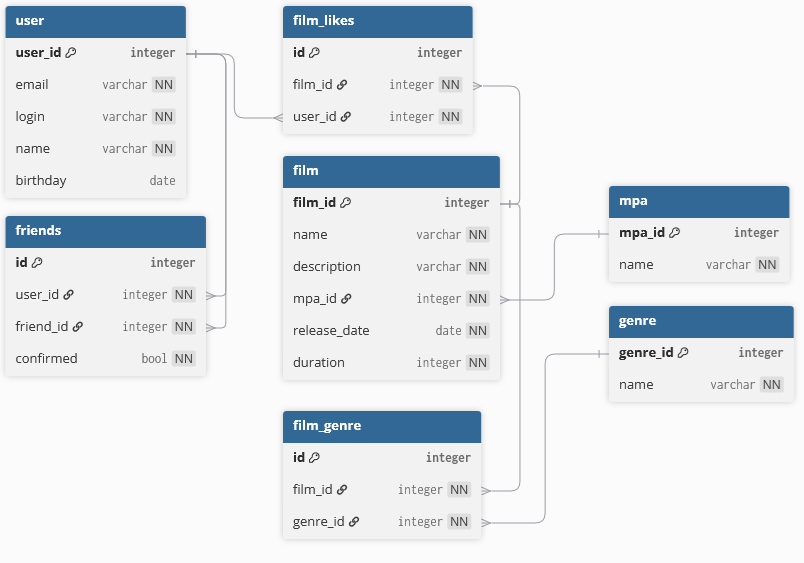 user
user_id integer
email varchar NN
login varchar NN
name varchar NN
birthday date
friends
id integer
user_id integer NN
friend_id integer NN
confirmed bool NN
film_likes
id integer
film_id integer NN
user_id integer NN
film
film_id integer
name varchar NN
description varchar NN
mpa_id integer NN
release_date date NN
duration integer NN
film_genre
id integer
film_id integer NN
genre_id integer NN
mpa
mpa_id integer
name varchar NN
genre
genre_id integer
name varchar NN